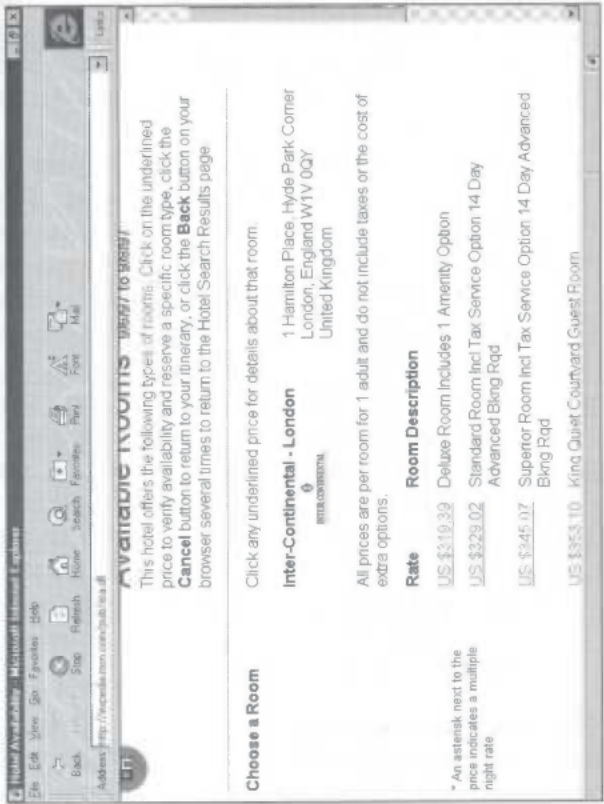 Hotel Availability - Microsoft Internet Explorer
File Edit View Go Favorites Help
Back Stop Refresh Home Search Favorites Print Font Mail
Address
Links
Available Rooms to
This hotel offers the following types of rooms. Click on the underlined
price to verify availability and reserve a specific room type, click the
Cancel button to return to your itinerary, or click the Back button on your
browser several times to return to the Hotel Search Results page
Choose a Room
Click any underlined price for details about that room.
Inter-Continental - London
INTER-CONTINENTAL
1 Hamilton Place, Hyde Park Corner
London, England W1V 0QY
United Kingdom
All prices are per room for 1 adult and do not include taxes or the cost of
extra options.
Rate Room Description
* An asterisk next to the
price indicates a multiple
night rate
US $319.39 Deluxe Room Includes 1 Amenity Option
US $329.02 Standard Room Incl Tax Service Option 14 Day
Advanced Bkng Rqd
US $345.07 Superior Room Incl Tax Service Option 14 Day Advanced
Bkng Rqd
US $353.10 King Quiet Courtyard Guest Room